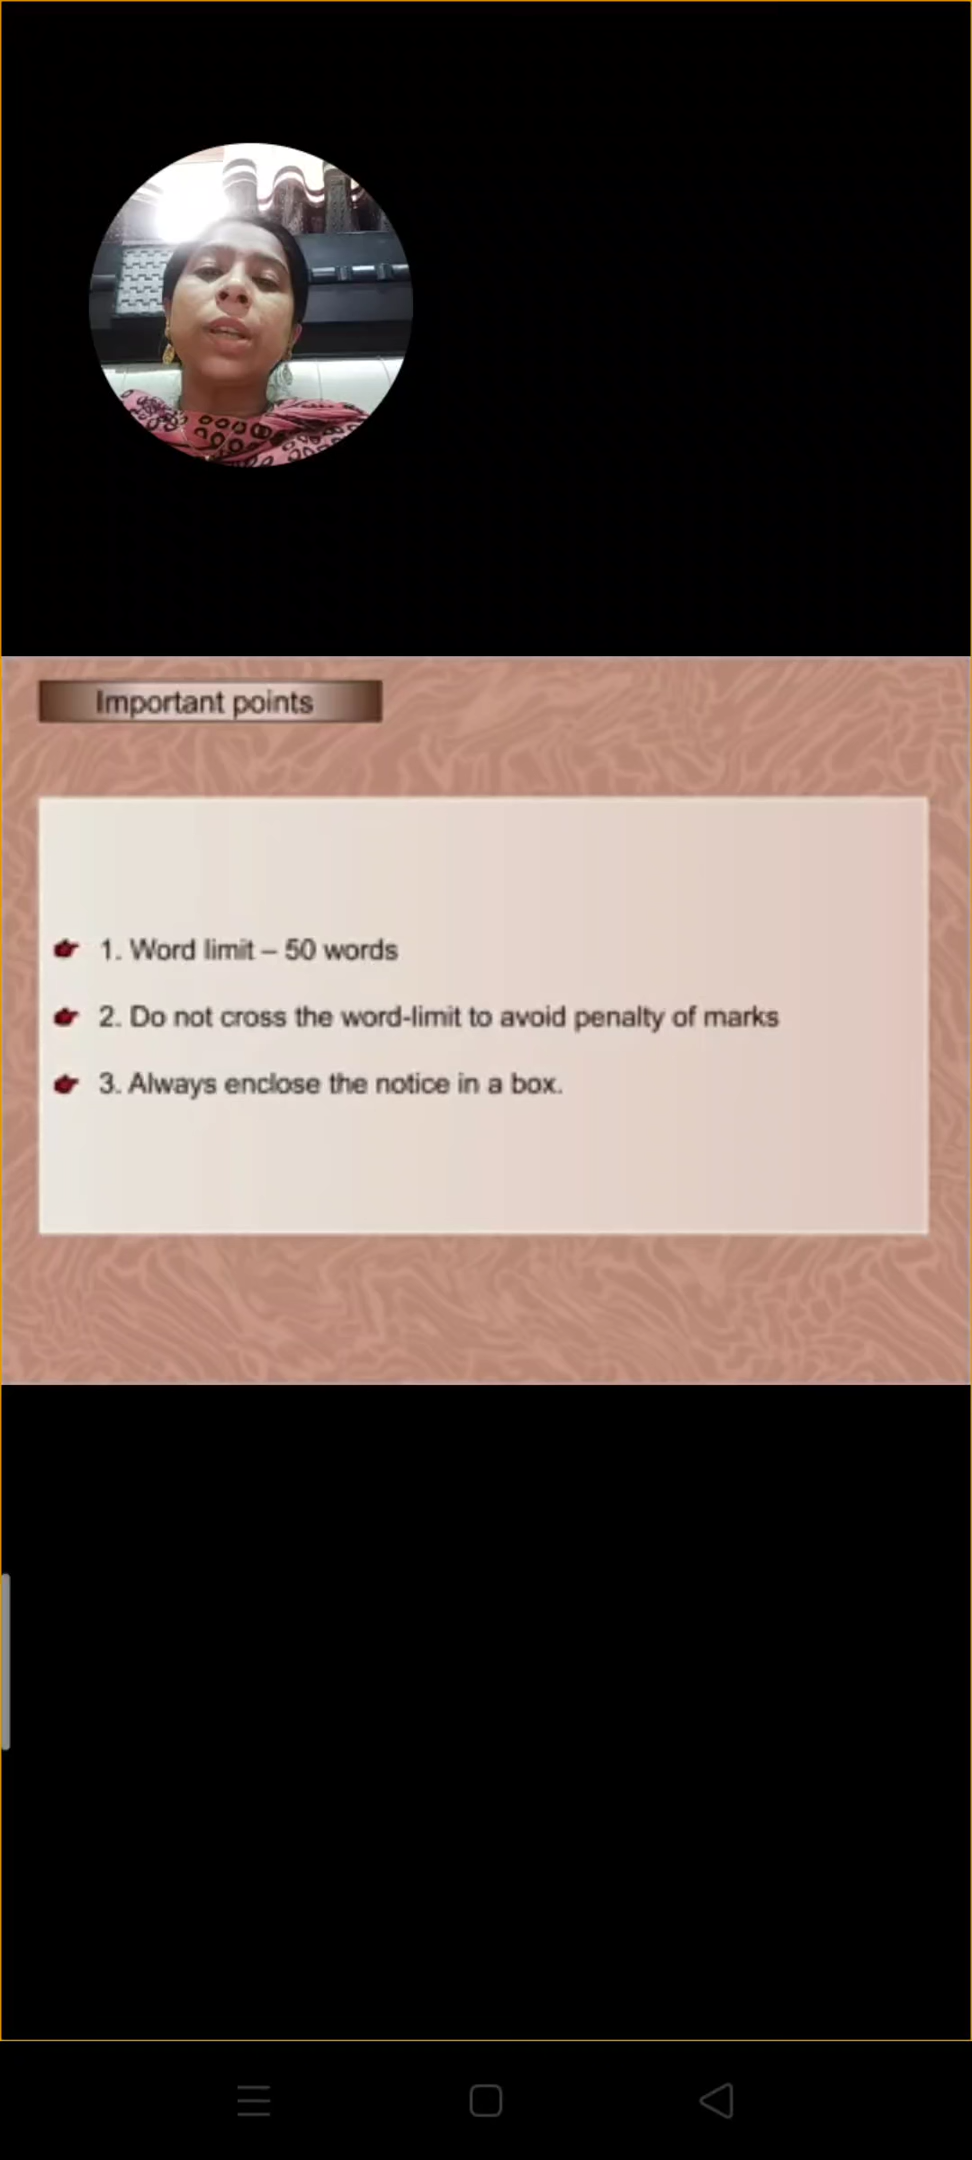 Important points
1. Word limit – 50 words
2. Do not cross the word-limit to avoid penalty of marks
3. Always enclose the notice in a box.